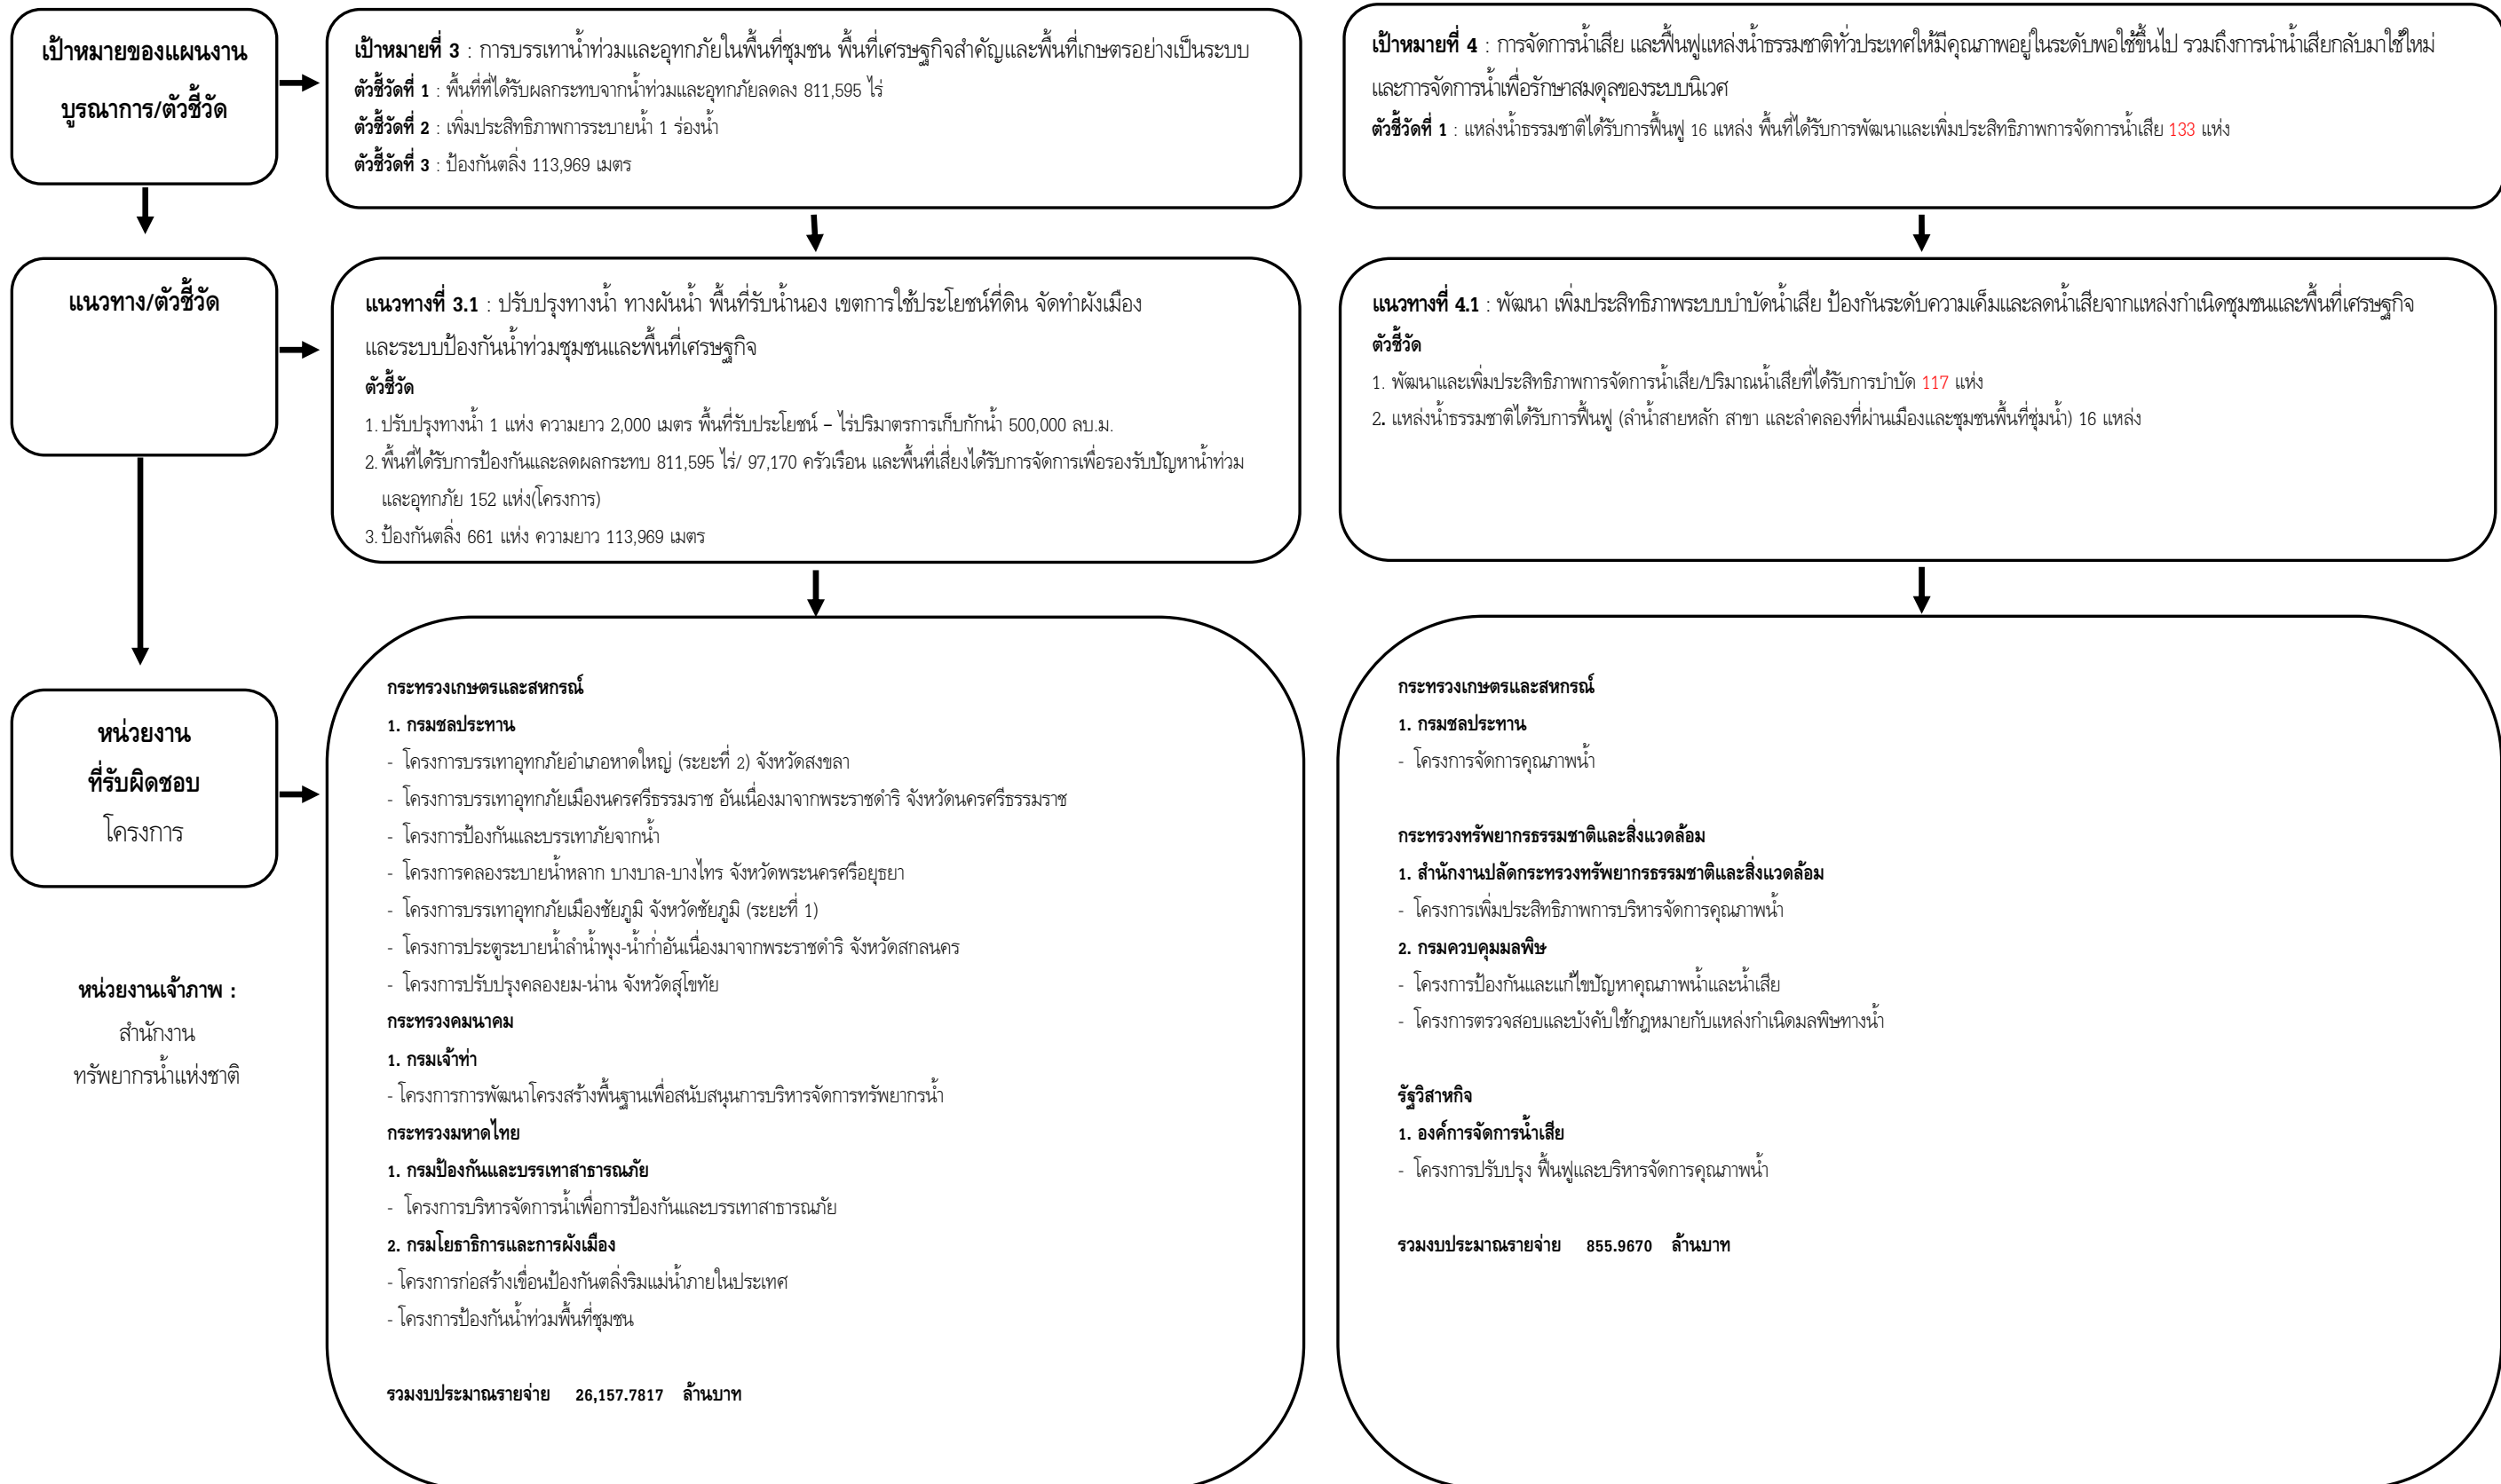 เป้าหมายของแผนงาน
บูรณาการ/ตัวชี้วัด
เป้าหมายที่ 3 : การบรรเทาน้ำท่วมและอุทกภัยในพื้นที่ชุมชน พื้นที่เศรษฐกิจสำคัญและพื้นที่เกษตรอย่างเป็นระบบ
ตัวชี้วัดที่ 1 : พื้นที่ที่ได้รับผลกระทบจากน้ำท่วมและอุทกภัยลดลง 811,595 ไร่
ตัวชี้วัดที่ 2 : เพิ่มประสิทธิภาพการระบายน้ำ 1 ร่องน้ำ
ตัวชี้วัดที่ 3 : ป้องกันตลิ่ง 113,969 เมตร
เป้าหมายที่ 4 : การจัดการน้ำเสีย และฟื้นฟูแหล่งน้ำธรรมชาติทั่วประเทศให้มีคุณภาพอยู่ในระดับพอใช้ขึ้นไป รวมถึงการนำน้ำเสียกลับมาใช้ใหม่
และการจัดการน้ำเพื่อรักษาสมดุลของระบบนิเวศ
ตัวชี้วัดที่ 1 : แหล่งน้ำธรรมชาติได้รับการฟื้นฟู 16 แหล่ง พื้นที่ได้รับการพัฒนาและเพิ่มประสิทธิภาพการจัดการน้ำเสีย 133 แห่ง
แนวทาง/ตัวชี้วัด
แนวทางที่ 3.1 : ปรับปรุงทางน้ำ ทางผันน้ำ พื้นที่รับน้ำนอง เขตการใช้ประโยชน์ที่ดิน จัดทำผังเมือง
และระบบป้องกันน้ำท่วมชุมชนและพื้นที่เศรษฐกิจ
ตัวชี้วัด
1. ปรับปรุงทางน้ำ 1 แห่ง ความยาว 2,000 เมตร พื้นที่รับประโยชน์ – ไร่ปริมาตรการเก็บกักน้ำ 500,000 ลบ.ม.
2. พื้นที่ได้รับการป้องกันและลดผลกระทบ 811,595 ไร่/ 97,170 ครัวเรือน และพื้นที่เสี่ยงได้รับการจัดการเพื่อรองรับปัญหาน้ำท่วม
และอุทกภัย 152 แห่ง(โครงการ)
3. ป้องกันตลิ่ง 661 แห่ง ความยาว 113,969 เมตร
แนวทางที่ 4.1 : พัฒนา เพิ่มประสิทธิภาพระบบบำบัดน้ำเสีย ป้องกันระดับความเค็มและลดน้ำเสียจากแหล่งกำเนิดชุมชนและพื้นที่เศรษฐกิจ
ตัวชี้วัด
1. พัฒนาและเพิ่มประสิทธิภาพการจัดการน้ำเสีย/ปริมาณน้ำเสียที่ได้รับการบำบัด 117 แห่ง
2. แหล่งน้ำธรรมชาติได้รับการฟื้นฟู (ลำน้ำสายหลัก สาขา และลำคลองที่ผ่านเมืองและชุมชนพื้นที่ชุ่มน้ำ) 16 แหล่ง
หน่วยงาน
ที่รับผิดชอบ
โครงการ
หน่วยงานเจ้าภาพ :
สำนักงาน
ทรัพยากรน้ำแห่งชาติ
กระทรวงเกษตรและสหกรณ์
1. กรมชลประทาน
- โครงการบรรเทาอุทกภัยอำเภอหาดใหญ่ (ระยะที่ 2) จังหวัดสงขลา
- โครงการบรรเทาอุทกภัยเมืองนครศรีธรรมราช อันเนื่องมาจากพระราชดำริ จังหวัดนครศรีธรรมราช
- โครงการป้องกันและบรรเทาภัยจากน้ำ
- โครงการคลองระบายน้ำหลาก บางบาล-บางไทร จังหวัดพระนครศรีอยุธยา
- โครงการบรรเทาอุทกภัยเมืองชัยภูมิ จังหวัดชัยภูมิ (ระยะที่ 1)
- โครงการประตูระบายน้ำลำน้ำพุง-น้ำก่ำอันเนื่องมาจากพระราชดำริ จังหวัดสกลนคร
- โครงการปรับปรุงคลองยม-น่าน จังหวัดสุโขทัย
กระทรวงคมนาคม
1. กรมเจ้าท่า
- โครงการการพัฒนาโครงสร้างพื้นฐานเพื่อสนับสนุนการบริหารจัดการทรัพยากรน้ำ
กระทรวงมหาดไทย
1. กรมป้องกันและบรรเทาสาธารณภัย
- โครงการบริหารจัดการน้ำเพื่อการป้องกันและบรรเทาสาธารณภัย
2. กรมโยธาธิการและการผังเมือง
- โครงการก่อสร้างเขื่อนป้องกันตลิ่งริมแม่น้ำภายในประเทศ
- โครงการป้องกันน้ำท่วมพื้นที่ชุมชน
รวมงบประมาณรายจ่าย 26,157.7817 ล้านบาท
กระทรวงเกษตรและสหกรณ์
1. กรมชลประทาน
- โครงการจัดการคุณภาพน้ำ
กระทรวงทรัพยากรธรรมชาติและสิ่งแวดล้อม
1. สำนักงานปลัดกระทรวงทรัพยากรธรรมชาติและสิ่งแวดล้อม
- โครงการเพิ่มประสิทธิภาพการบริหารจัดการคุณภาพน้ำ
2. กรมควบคุมมลพิษ
- โครงการป้องกันและแก้ไขปัญหาคุณภาพน้ำและน้ำเสีย
- โครงการตรวจสอบและบังคับใช้กฎหมายกับแหล่งกำเนิดมลพิษทางน้ำ
รัฐวิสาหกิจ
1. องค์การจัดการน้ำเสีย
- โครงการปรับปรุง ฟื้นฟูและบริหารจัดการคุณภาพน้ำ
รวมงบประมาณรายจ่าย 855.9670 ล้านบาท